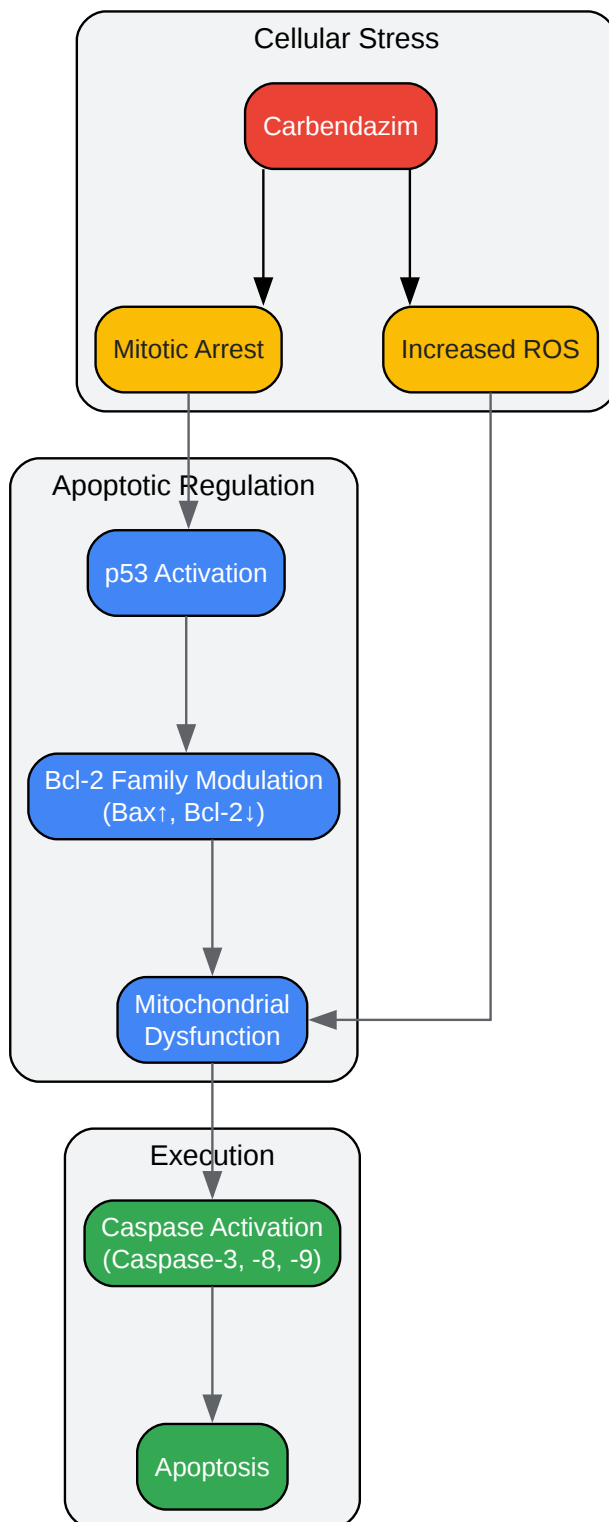 Cellular Stress
Carbendazim
Mitotic Arrest
Increased ROS
Apoptotic Regulation
p53 Activation
Bcl-2 Family Modulation
(Bax↑, Bcl-2↓)
Mitochondrial
Dysfunction
Execution
Caspase Activation
(Caspase-3, -8, -9)
Apoptosis